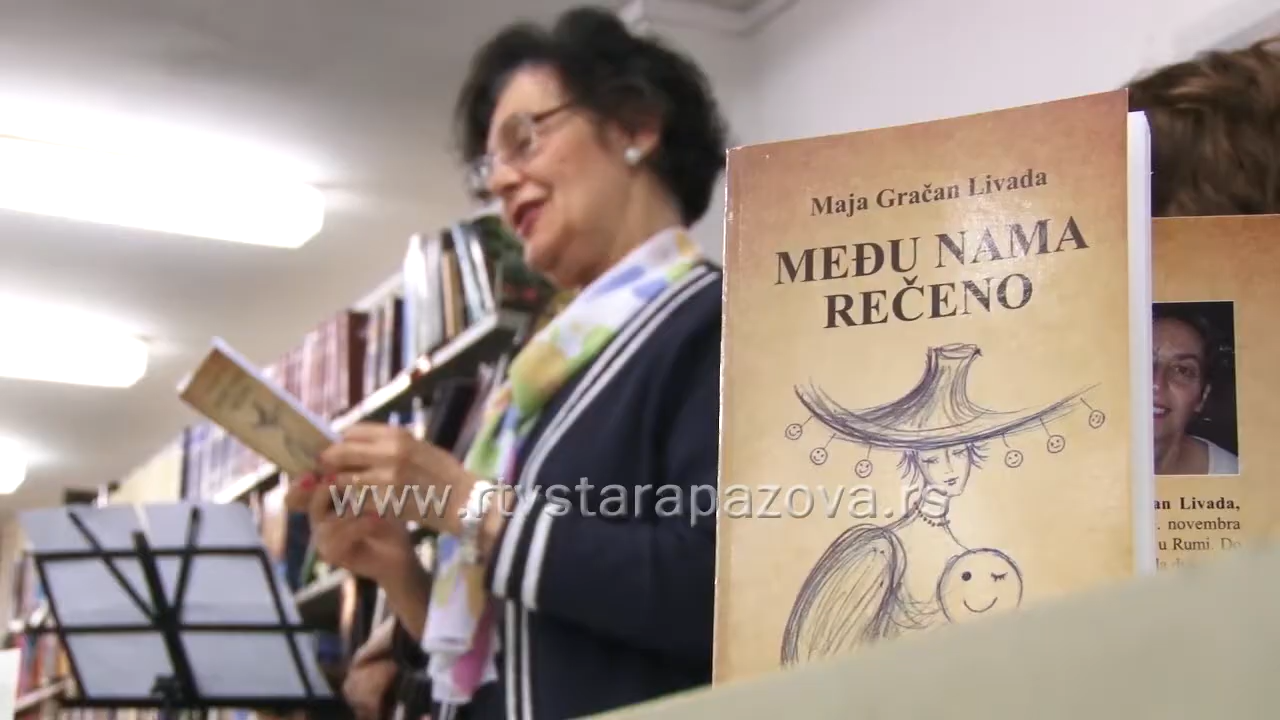 Maja Gračan Livada
MEĐU NAMA
REČENO
www.rtvstarapazova.rs
an Livada,
. novembra
u Rumi. Do